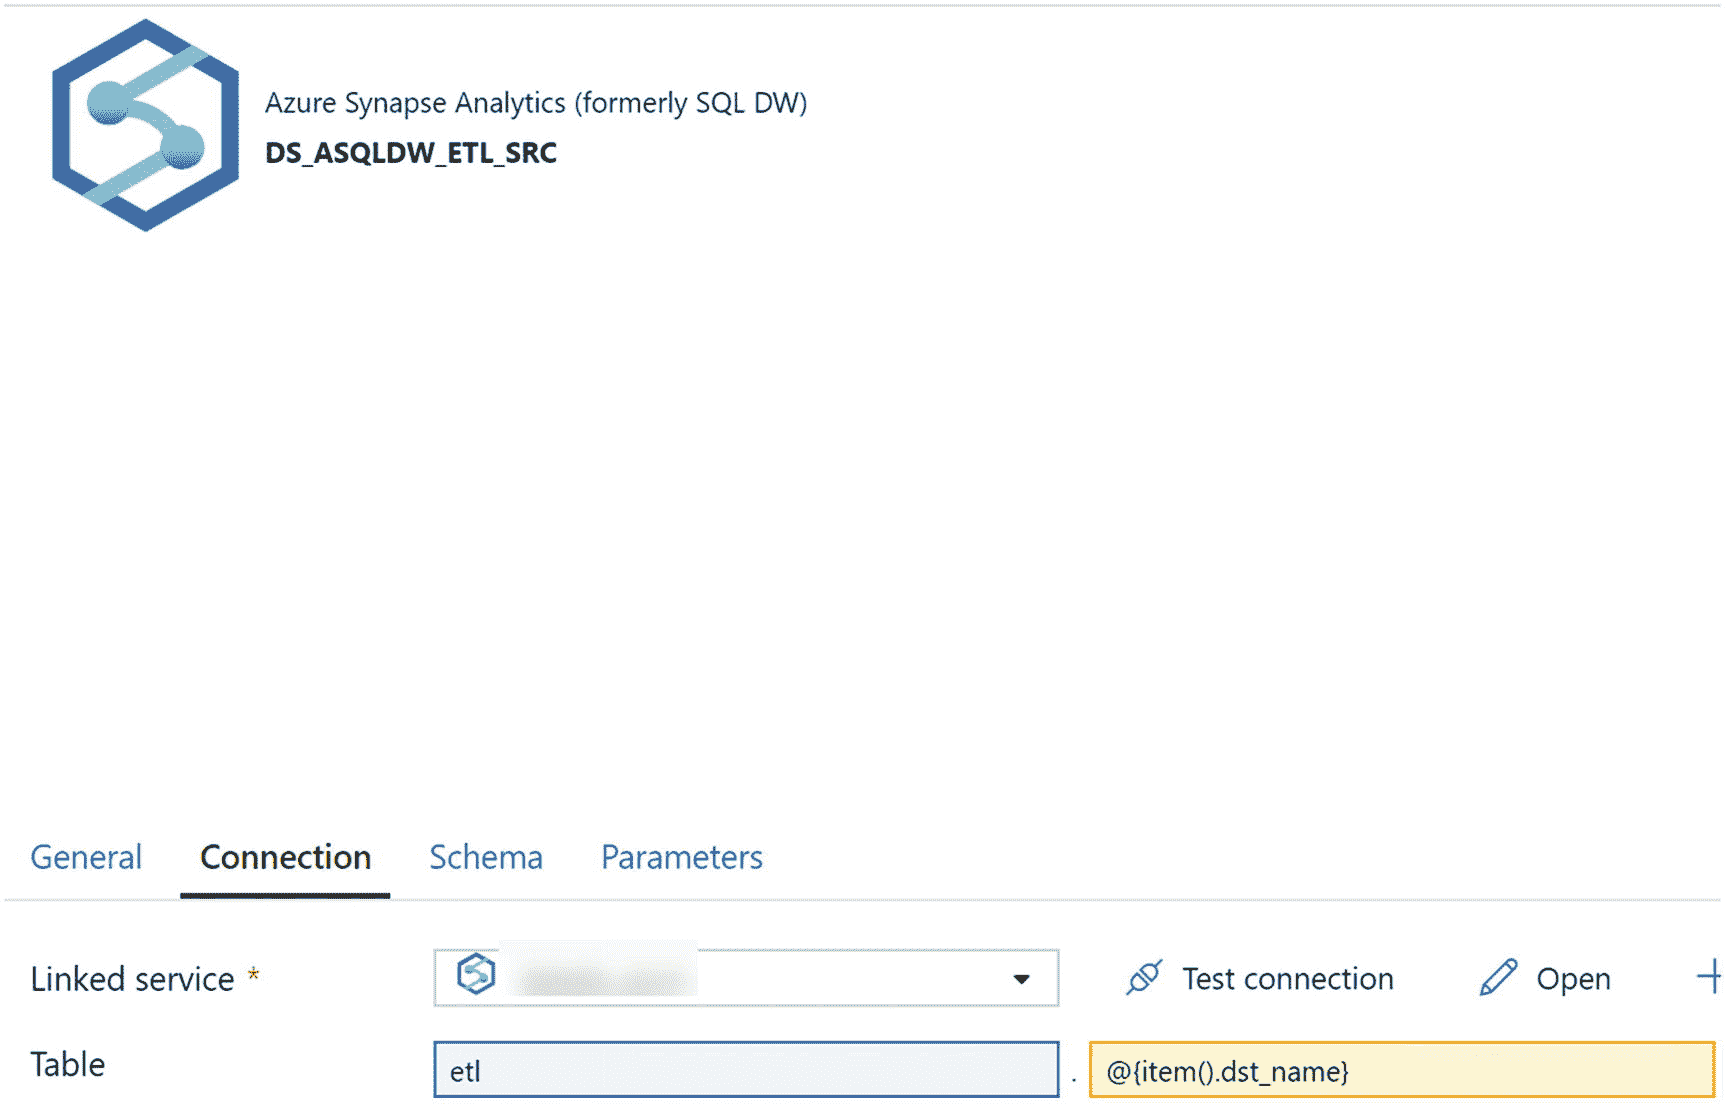 Azure Synapse Analytics (formerly SQL DW)
DS_ASQLDW_ETL_SRC
General Connection Schema Parameters
Linked service * Test connection Open
Table etl . @{item().dst_name}